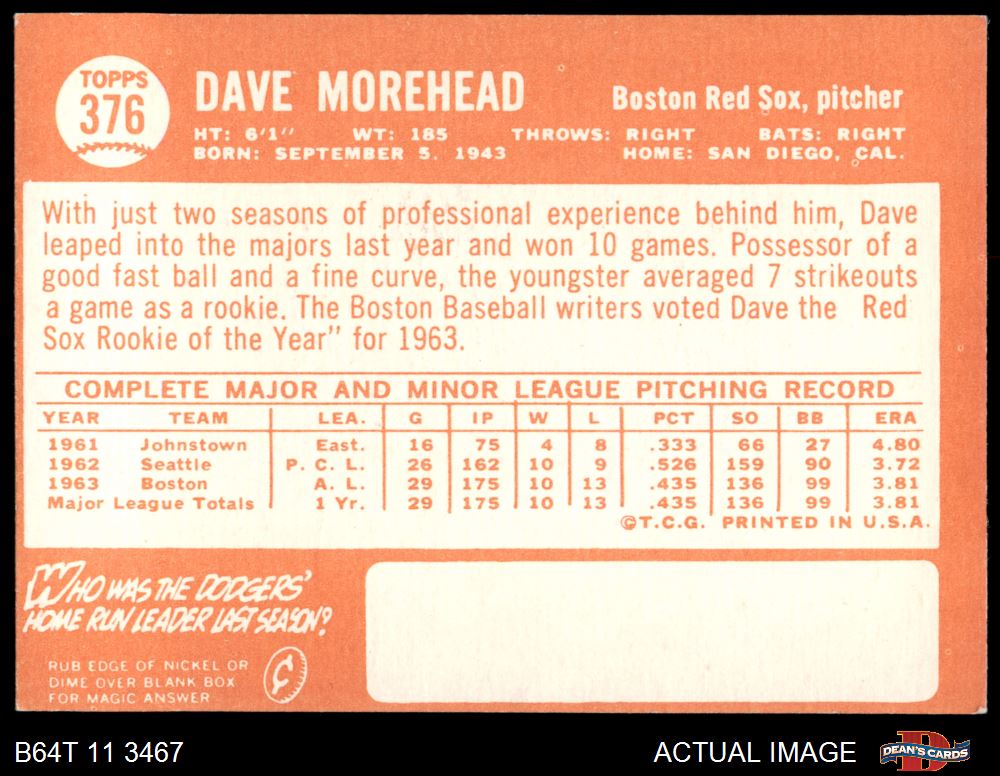 TOPPS
376
DAVE MOREHEAD
Boston Red Sox, pitcher
HT: 6'1" WT: 185 THROWS: RIGHT BATS: RIGHT
BORN: SEPTEMBER 5, 1943 HOME: SAN DIEGO, CAL.
With just two seasons of professional experience behind him, Dave
leaped into the majors last year and won 10 games. Possessor of a
good fast ball and a fine curve, the youngster averaged 7 strikeouts
a game as a rookie. The Boston Baseball writers voted Dave the Red
Sox Rookie of the Year" for 1963.
COMPLETE MAJOR AND MINOR LEAGUE PITCHING RECORD
YEAR TEAM LEA. G IP W L PCT SO BB ERA
1961 Johnstown East. 16 75 4 8 .333 66 27 4.80
1962 Seattle P. C. L. 26 162 10 9 .526 159 90 3.72
1963 Boston A. L. 29 175 10 13 .435 136 99 3.81
Major League Totals 1 Yr. 29 175 10 13 .435 136 99 3.81
©T.C.G. PRINTED IN U.S.A.
WHO WAS THE DODGERS'
HOME RUN LEADER LAST SEASON?
RUB EDGE OF NICKEL OR
DIME OVER BLANK BOX
FOR MAGIC ANSWER
¢
B64T 11 3467
ACTUAL IMAGE
D
DEAN'S CARDS